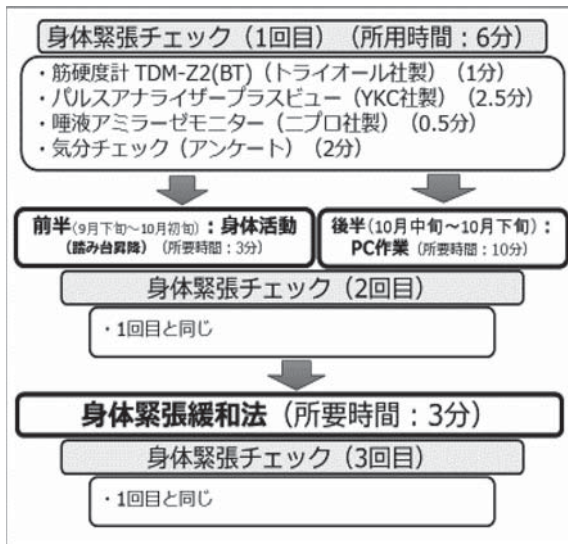 身体緊張チェック（1回目）（所用時間：6分）
・筋硬度計 TDM-Z2(BT)（トライオール社製）（1分）
・パルスアナライザープラスビュー（YKC社製）（2.5分）
・唾液アミラーゼモニター（ニプロ社製）（0.5分）
・気分チェック（アンケート）（2分）
前半(9月下旬～10月初旬)：身体活動
(踏み台昇降)（所要時間：3分）
後半(10月中旬～10月下旬)：
PC作業（所要時間：10分）
身体緊張チェック（2回目）
・1回目と同じ
身体緊張緩和法（所要時間：3分）
身体緊張チェック（3回目）
・1回目と同じ